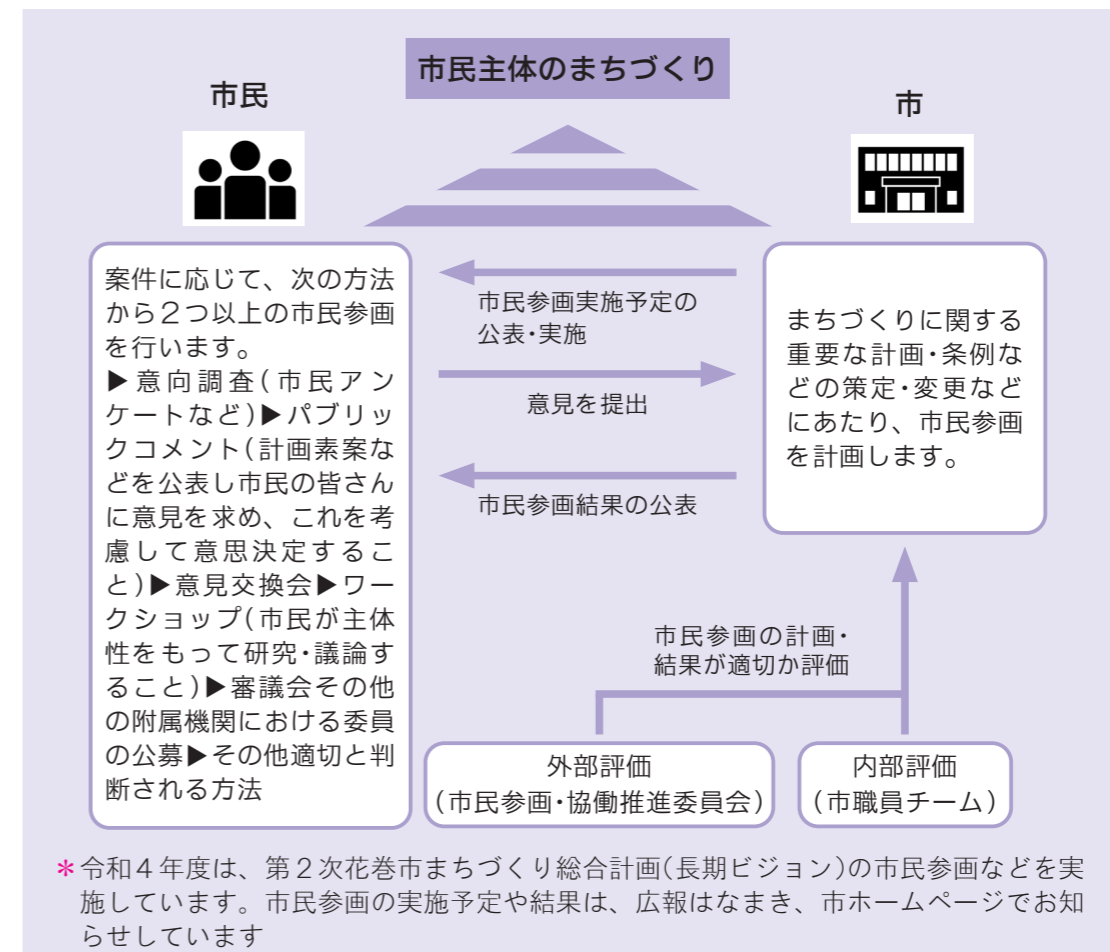 市民主体のまちづくり
市民
市
案件に応じて、次の方法
から２つ以上の市民参画
を行います。
▶意向調査(市民アン
ケートなど)▶パブリッ
クコメント(計画素案な
どを公表し市民の皆さん
に意見を求め、これを考
慮して意思決定するこ
と)▶意見交換会▶ワー
クショップ(市民が主体
性をもって研究・議論す
ること)▶審議会その他
の附属機関における委員
の公募▶その他適切と判
断される方法
市民参画実施予定の
公表・実施
意見を提出
市民参画結果の公表
まちづくりに関する
重要な計画・条例な
どの策定・変更など
にあたり、市民参画
を計画します。
市民参画の計画・
結果が適切か評価
外部評価
(市民参画・協働推進委員会)
内部評価
(市職員チーム)
＊令和４年度は、第２次花巻市まちづくり総合計画(長期ビジョン)の市民参画などを実
施しています。市民参画の実施予定や結果は、広報はなまき、市ホームページでお知
らせしています